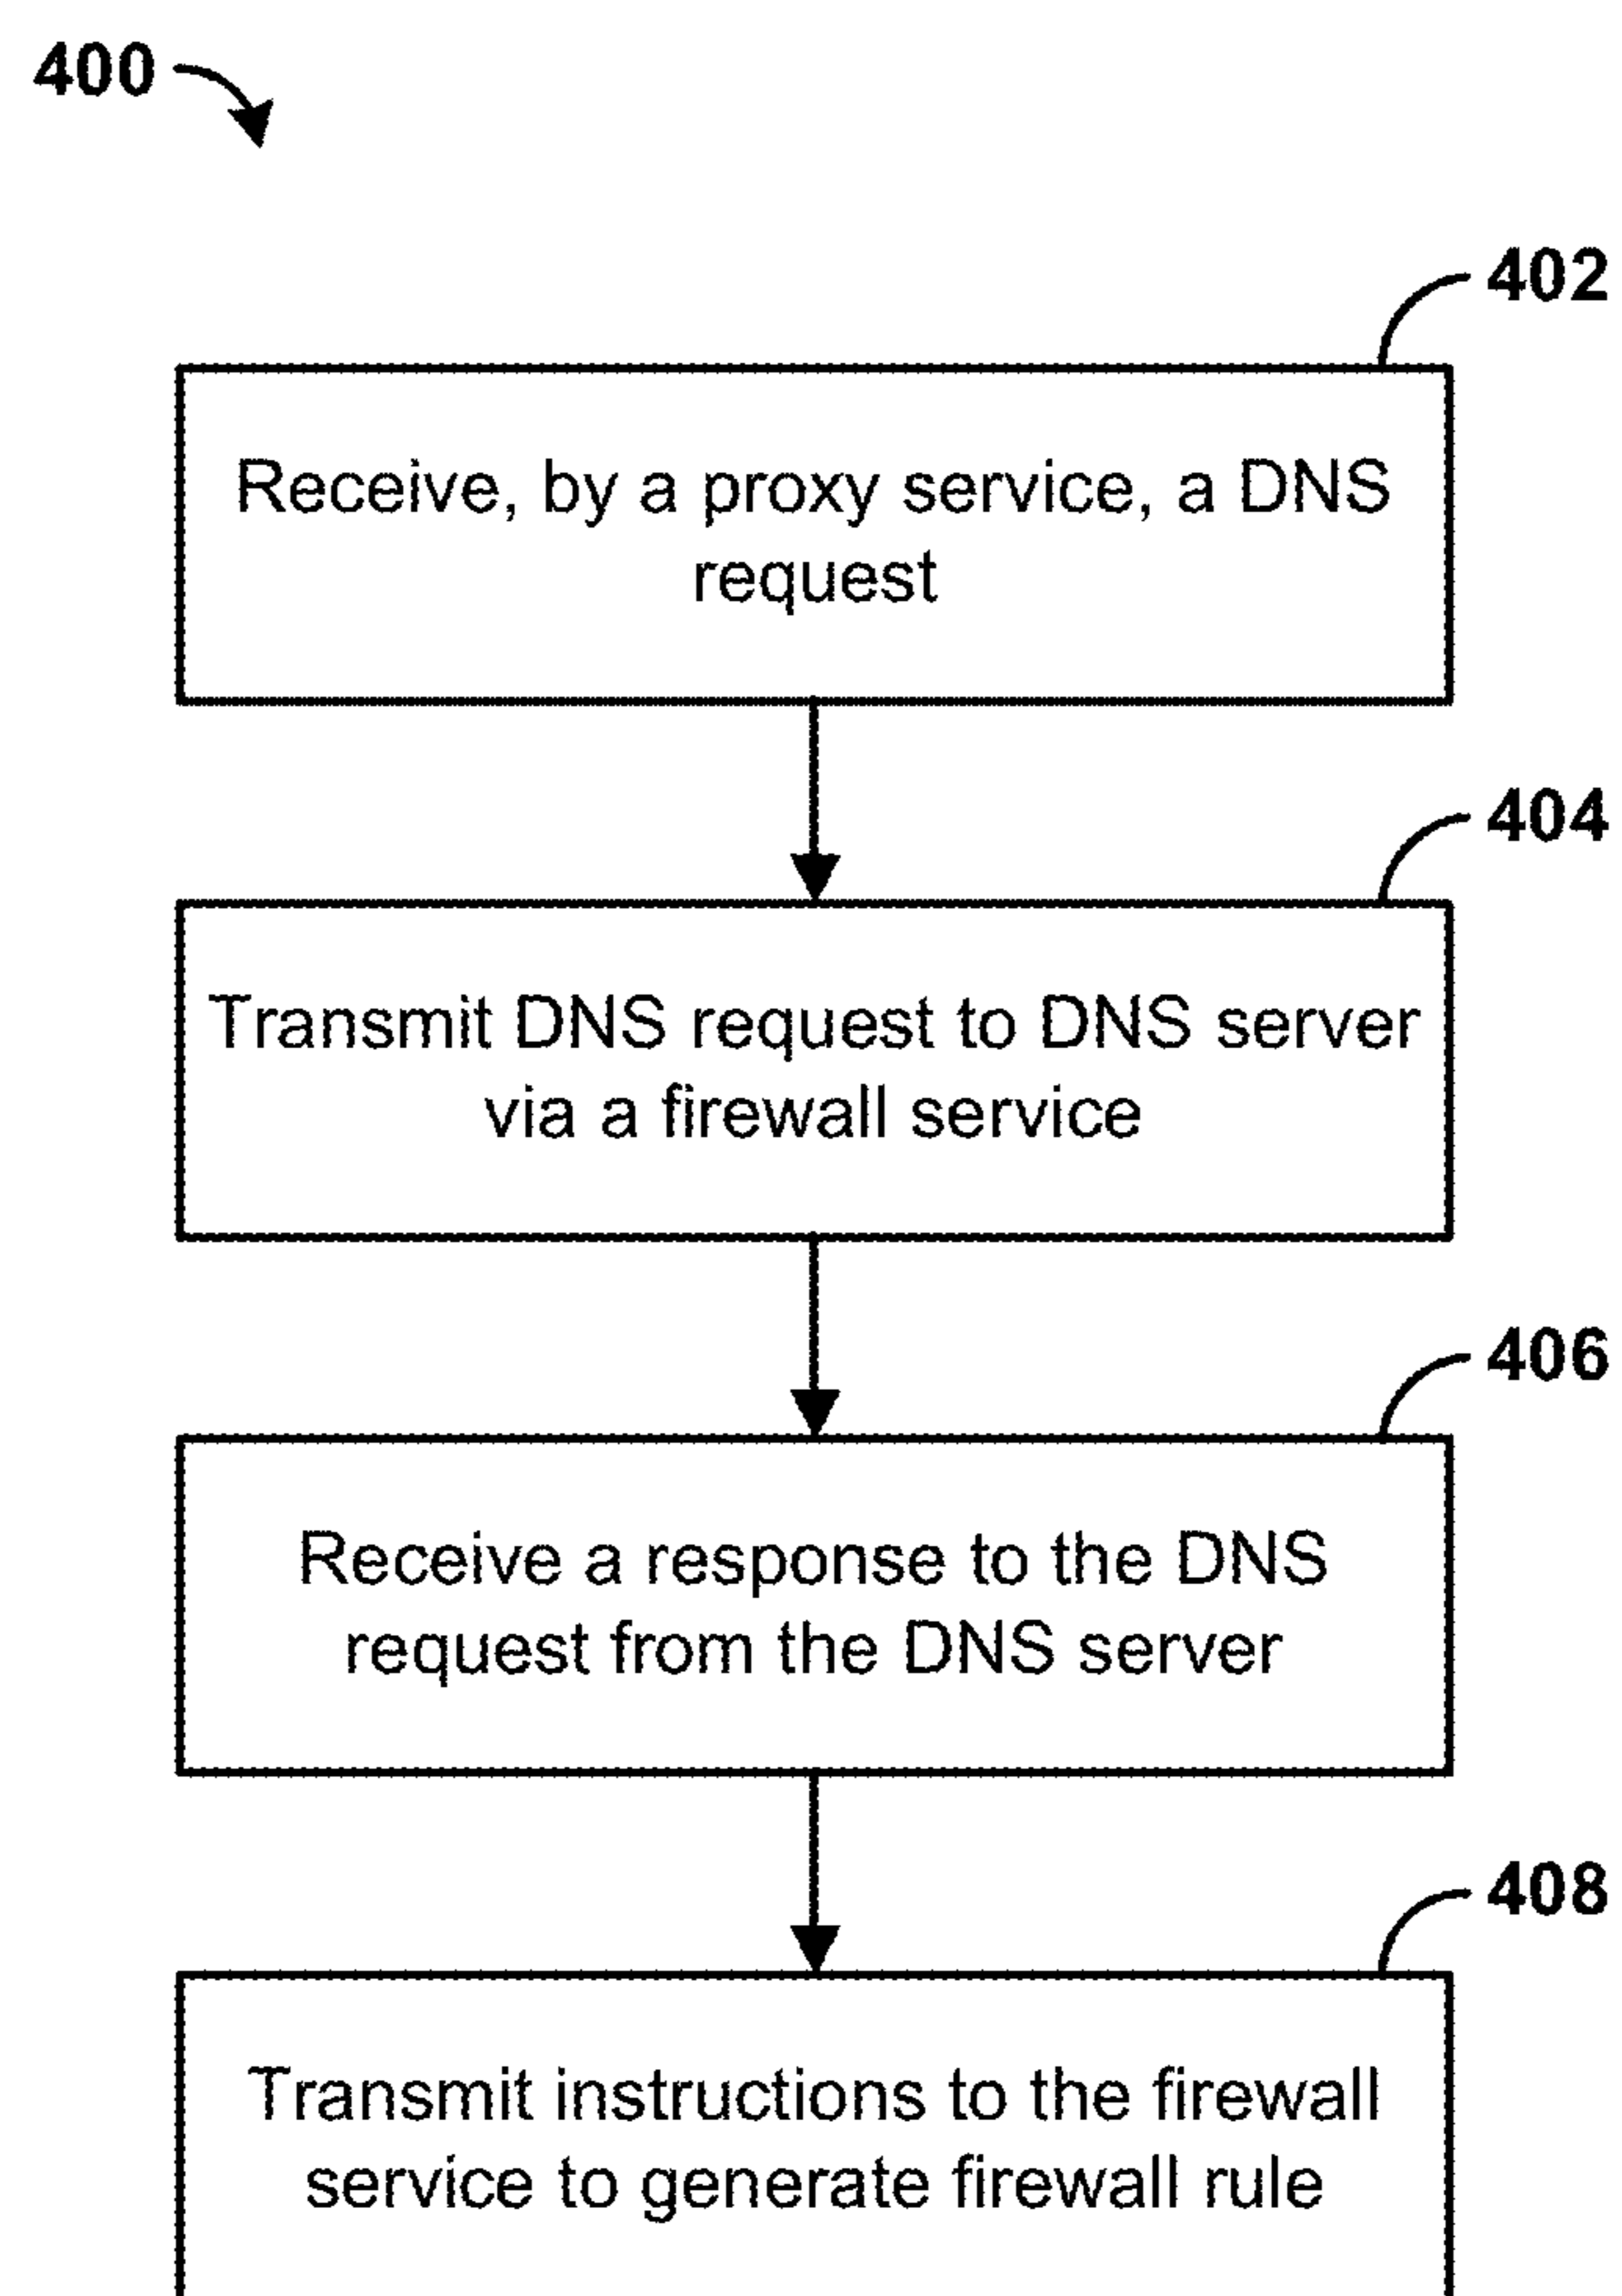 400
402
Receive, by a proxy service, a DNS
request
404
Transmit DNS request to DNS server
via a firewall service
406
Receive a response to the DNS
request from the DNS server
408
Transmit instructions to the firewall
service to generate firewall rule